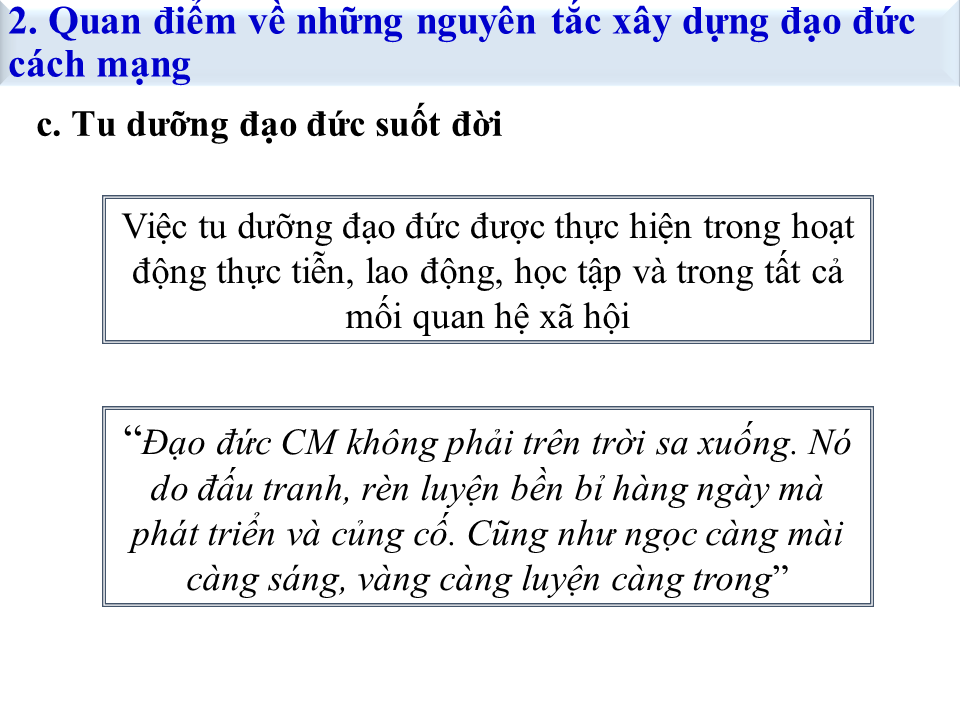 2. Quan điểm về những nguyên tắc xây dựng đạo đức
cách mạng
c. Tu dưỡng đạo đức suốt đời
Việc tu dưỡng đạo đức được thực hiện trong hoạt
động thực tiễn, lao động, học tập và trong tất cả
mối quan hệ xã hội
“Đạo đức CM không phải trên trời sa xuống. Nó
do đấu tranh, rèn luyện bền bỉ hàng ngày mà
phát triển và củng cố. Cũng như ngọc càng mài
càng sáng, vàng càng luyện càng trong”